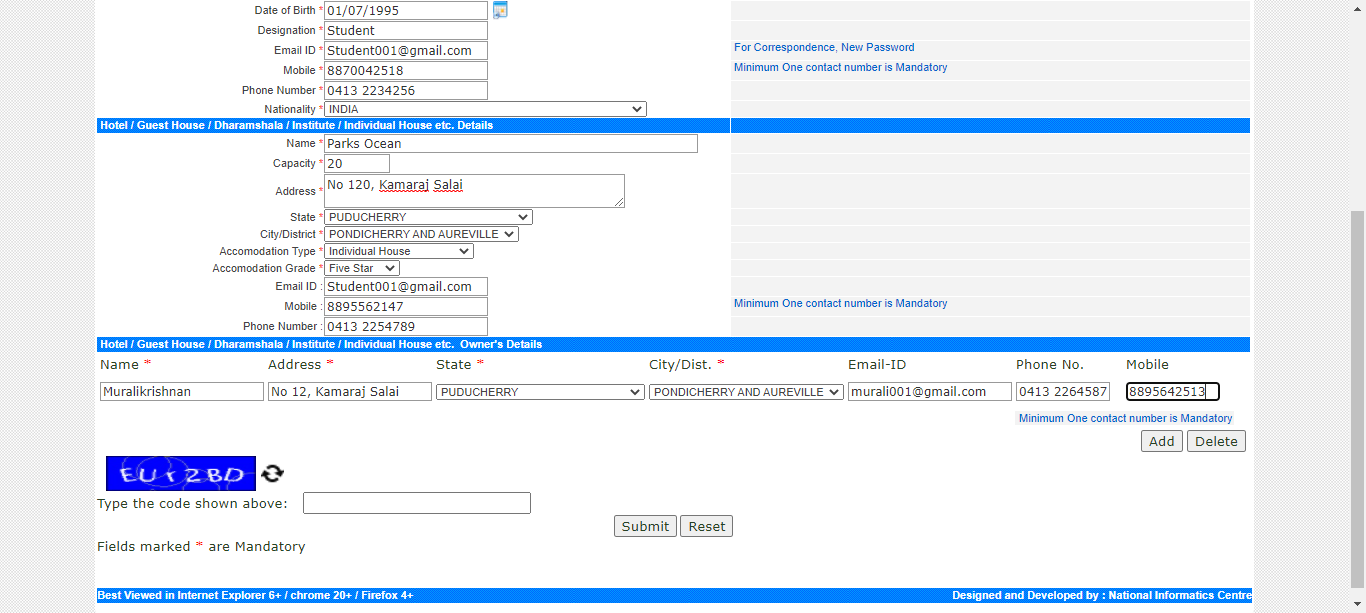 Date of Birth * 01/07/1995
Designation * Student
Email ID * Student001@gmail.com For Correspondence, New Password
Mobile * 8870042518 Minimum One contact number is Mandatory
Phone Number * 0413 2234256
Nationality * INDIA
Hotel / Guest House / Dharamshala / Institute / Individual House etc. Details
Name * Parks Ocean
Capacity * 20
Address * No 120, Kamaraj Salai
State * PUDUCHERRY
City/District * PONDICHERRY AND AUREVILLE
Accomodation Type * Individual House
Accomodation Grade * Five Star
Email ID : Student001@gmail.com
Mobile : 8895562147 Minimum One contact number is Mandatory
Phone Number : 0413 2254789
Hotel / Guest House / Dharamshala / Institute / Individual House etc. Owner's Details
Name * Address * State * City/Dist. * Email-ID Phone No. Mobile
Muralikrishnan No 12, Kamaraj Salai PUDUCHERRY PONDICHERRY AND AUREVILLE murali001@gmail.com 0413 2264587 8895642513
Minimum One contact number is Mandatory
Add Delete
Type the code shown above:
Submit Reset
Fields marked * are Mandatory
Best Viewed in Internet Explorer 6+ / chrome 20+ / Firefox 4+ Designed and Developed by : National Informatics Centre